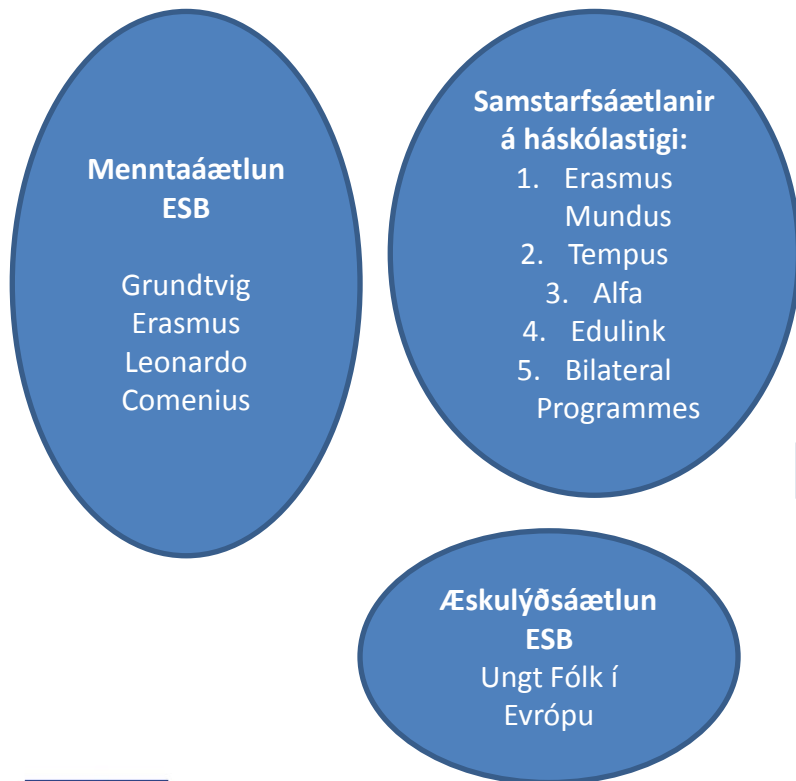 Menntaáætlun
ESB
Grundtvig
Erasmus
Leonardo
Comenius
Samstarfsáætlanir
á háskólastigi:
1. Erasmus
Mundus
2. Tempus
3. Alfa
4. Edulink
5. Bilateral
Programmes
Æskulýðsáætlun
ESB
Ungt Fólk í
Evrópu